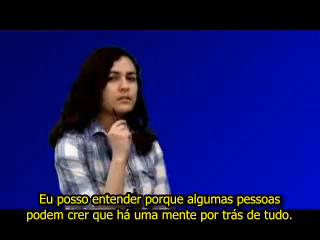 Eu posso entender porque algumas pessoas
podem crer que há uma mente por trás de tudo.